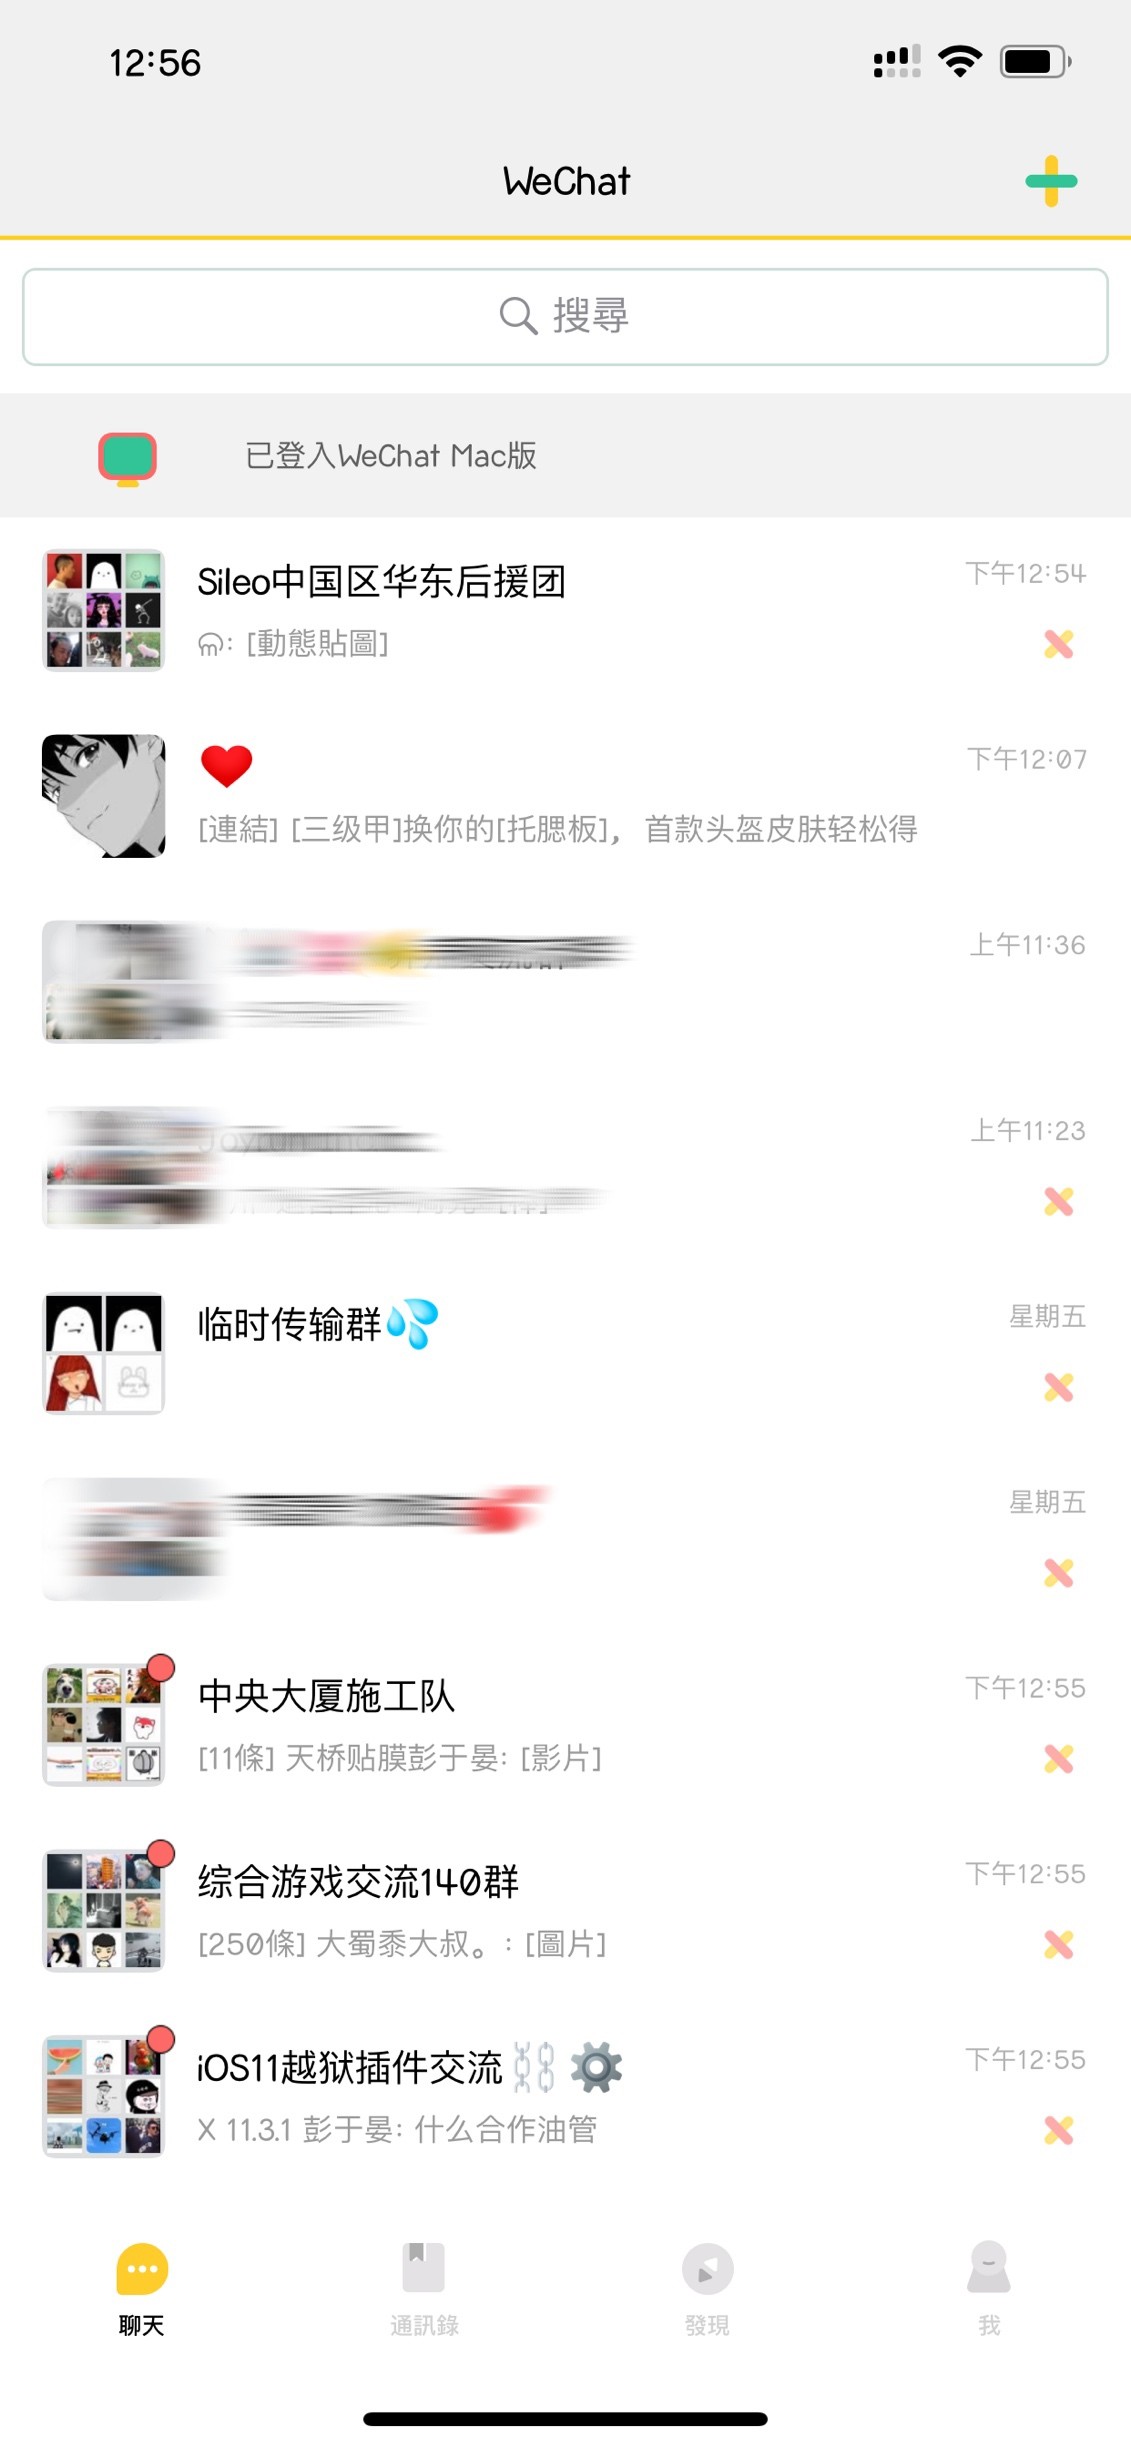 12:56
WeChat
搜尋
已登入WeChat Mac版
Sileo中国区华东后援团
下午12:54
ണ: [動態貼圖]
❤️
下午12:07
[連結] [三级甲]换你的[托腮板]，首款头盔皮肤轻松得
上午11:36
上午11:23
临时传输群💦
星期五
星期五
中央大厦施工队
下午12:55
[11條] 天桥贴膜彭于晏: [影片]
综合游戏交流140群
下午12:55
[250條] 大蜀黍大叔。: [圖片]
iOS11越狱插件交流⛓️⚙️
下午12:55
X 11.3.1 彭于晏: 什么合作油管
聊天
通訊錄
發現
我